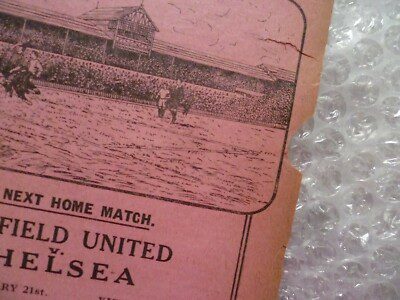 NEXT HOME MATCH.
FIELD UNITED
v.
HELSEA
RY 21st.